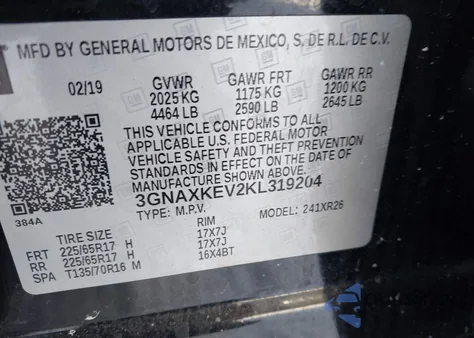 MFD BY GENERAL MOTORS DE MEXICO, S. DE R.L. DE C.V.
02/19 GVWR GAWR FRT GAWR RR
2025 KG 1175 KG 1200 KG
4464 LB 2590 LB 2645 LB
THIS VEHICLE CONFORMS TO ALL
APPLICABLE U.S. FEDERAL MOTOR
VEHICLE SAFETY AND THEFT PREVENTION
STANDARDS IN EFFECT ON THE DATE OF
MANUFACTURE SHOWN ABOVE.
3GNAXKEV2KL319204
384A TYPE: M.P.V. MODEL: 241XR26
TIRE SIZE RIM
FRT 225/65R17 H 17X7J
RR 225/65R17 H 17X7J
SPA T135/70R16 M 16X4BT